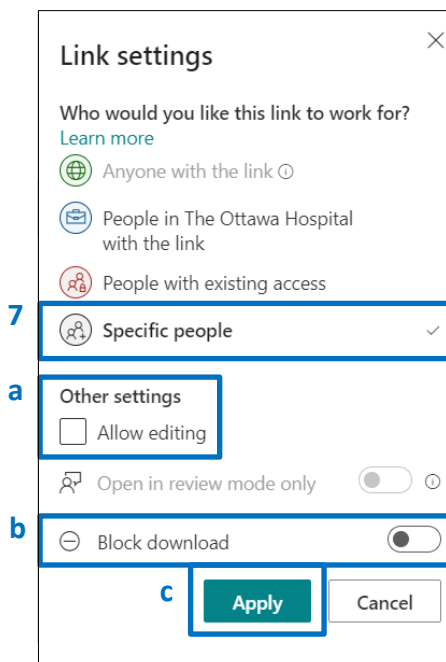 Link settings
Who would you like this link to work for?
Learn more
Anyone with the link
People in The Ottawa Hospital
with the link
People with existing access
7
Specific people
a
Other settings
Allow editing
Open in review mode only
b
Block download
c
Apply
Cancel